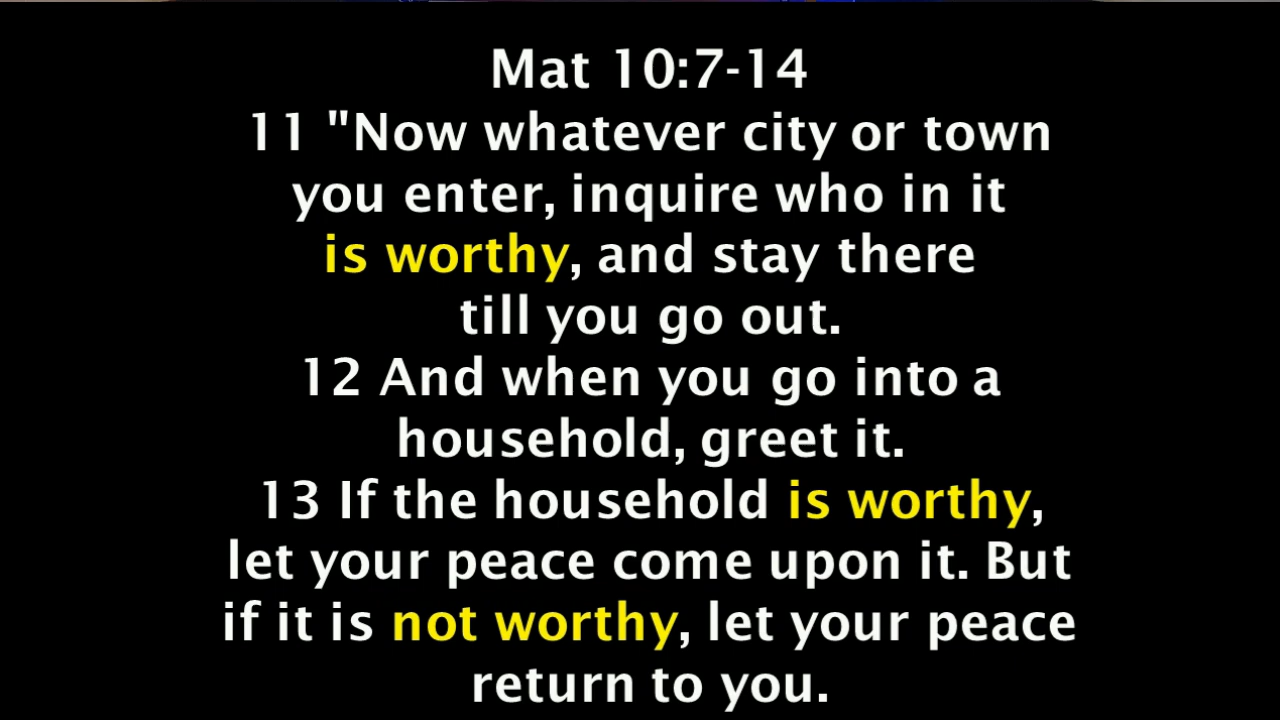 Mat 10:7-14
11 "Now whatever city or town
you enter, inquire who in it
is worthy, and stay there
till you go out.
12 And when you go into a
household, greet it.
13 If the household is worthy,
let your peace come upon it. But
if it is not worthy, let your peace
return to you.